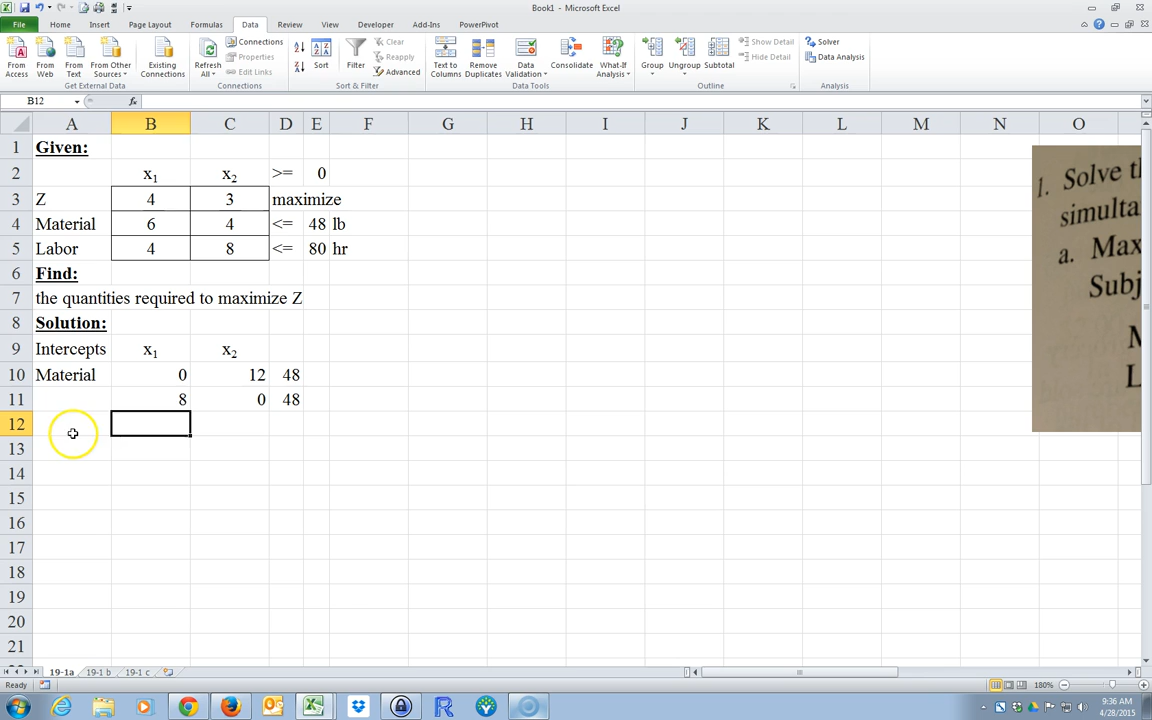 Book1 - Microsoft Excel
File Home Insert Page Layout Formulas Data Review View Developer Add-Ins PowerPivot
From Access
From Web
From Text
From Other Sources
Existing Connections
Get External Data
Refresh All
Connections
Properties
Edit Links
Connections
Sort
Filter
Clear
Reapply
Advanced
Sort & Filter
Text to Columns
Remove Duplicates
Data Validation
Consolidate
What-If Analysis
Data Tools
Group
Ungroup
Subtotal
Show Detail
Hide Detail
Outline
Solver
Data Analysis
Analysis
B12 fx
A B C D E F G H I J K L M N O
1 Given:
2 x₁ x₂ >= 0
3 Z 4 3 maximize
4 Material 6 4 <= 48 lb
5 Labor 4 8 <= 80 hr
6 Find:
7 the quantities required to maximize Z
8 Solution:
9 Intercepts x₁ x₂
10 Material 0 12 48
11 8 0 48
12
13
14
15
16
17
18
19
20
21
1. Solve
simulta
a. Max
Subj
19-1a 19-1 b 19-1 c
Ready 180%
9:36 AM
4/28/2015